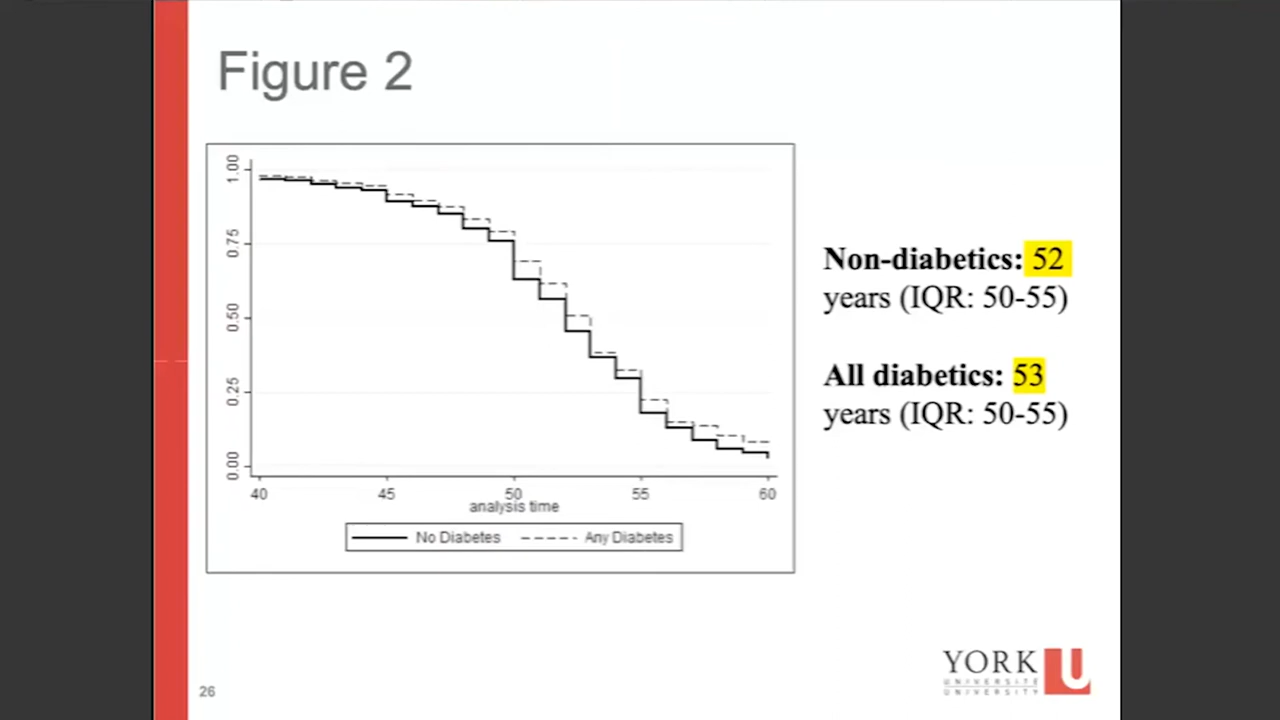 Figure 2
1.00
0.75
0.50
0.25
0.00
40 45 50 55 60
analysis time
No Diabetes Any Diabetes
Non-diabetics: 52
years (IQR: 50-55)
All diabetics: 53
years (IQR: 50-55)
26
YORK U
UNIVERSITÉ
UNIVERSITY